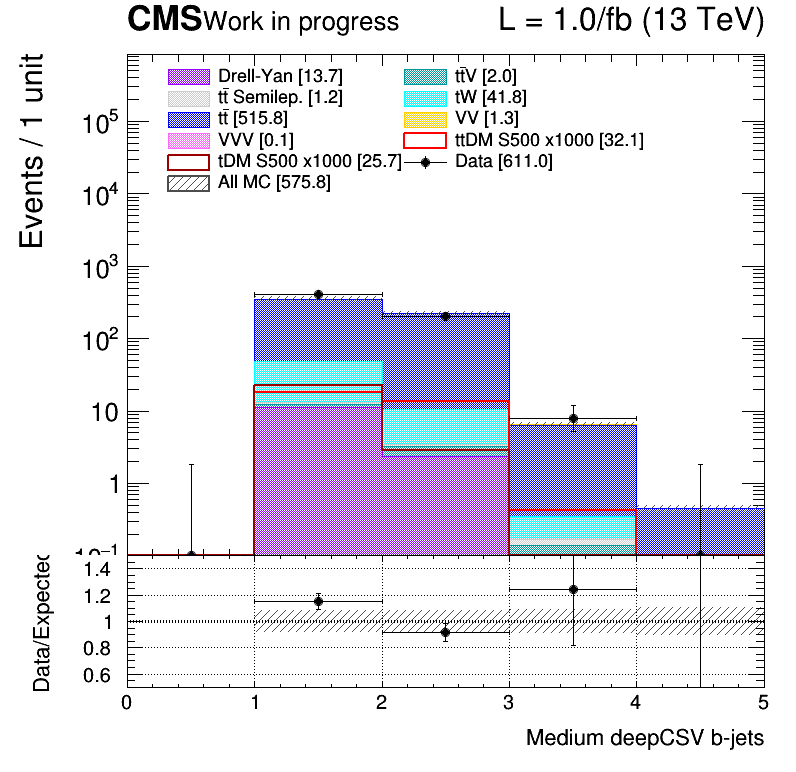 CMS Work in progress L = 1.0/fb (13 TeV)
Events / 1 unit
Drell-Yan [13.7] tt̄V [2.0]
tt̄ Semilep. [1.2] tW [41.8]
tt̄ [515.8] VV [1.3]
VVV [0.1] ttDM S500 x1000 [32.1]
tDM S500 x1000 [25.7] Data [611.0]
All MC [575.8]
10⁵
10⁴
10³
10²
10
1
10⁻¹
Data/Expected
1.4
1.2
1
0.8
0.6
0 1 2 3 4 5
Medium deepCSV b-jets